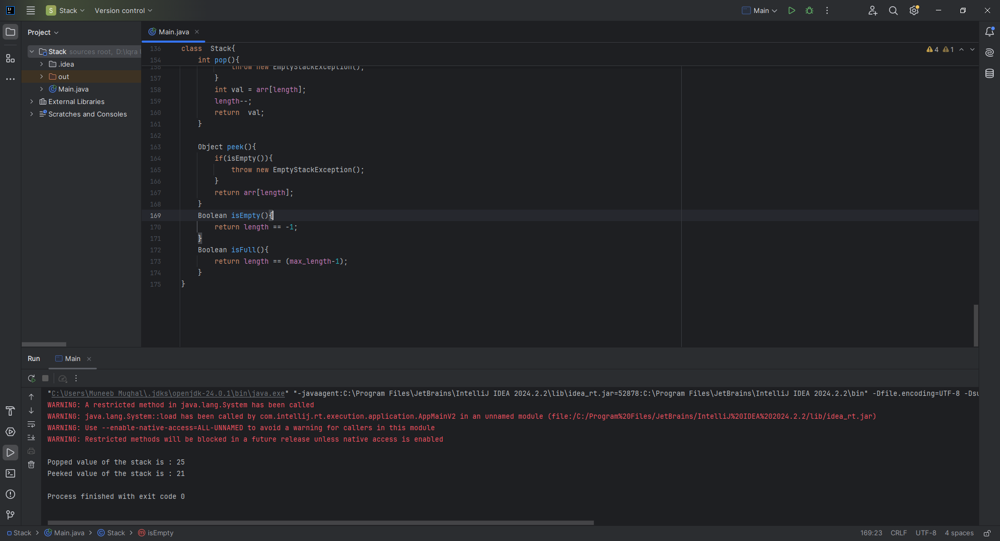 S Stack Version control Main
Project
Main.java
Stack sources root, D:\Iqra
.idea
out
Main.java
External Libraries
Scratches and Consoles
4 1
136 class  Stack{
154     int pop(){
156             throw new EmptyStackException();
157         }
158         int val = arr[length];
159         length--;
160         return  val;
161     }
162
163     Object peek(){
164         if(isEmpty()){
165             throw new EmptyStackException();
166         }
167         return arr[length];
168     }
169     Boolean isEmpty(){
170         return length == -1;
171     }
172     Boolean isFull(){
173         return length == (max_length-1);
174     }
175 }
Run Main
"C:\Users\Muneeb Mughal\.jdks\openjdk-24.0.1\bin\java.exe" "-javaagent:C:\Program Files\JetBrains\IntelliJ IDEA 2024.2.2\lib\idea_rt.jar=52878:C:\Program Files\JetBrains\IntelliJ IDEA 2024.2.2\bin" -Dfile.encoding=UTF-8 -Dsu
WARNING: A restricted method in java.lang.System has been called
WARNING: java.lang.System::load has been called by com.intellij.rt.execution.application.AppMainV2 in an unnamed module (file:/C:/Program%20Files/JetBrains/IntelliJ%20IDEA%202024.2.2/lib/idea_rt.jar)
WARNING: Use --enable-native-access=ALL-UNNAMED to avoid a warning for callers in this module
WARNING: Restricted methods will be blocked in a future release unless native access is enabled
Popped value of the stack is : 25
Peeked value of the stack is : 21
Process finished with exit code 0
Stack > Main.java > Stack > isEmpty 169:23 CRLF UTF-8 4 spaces